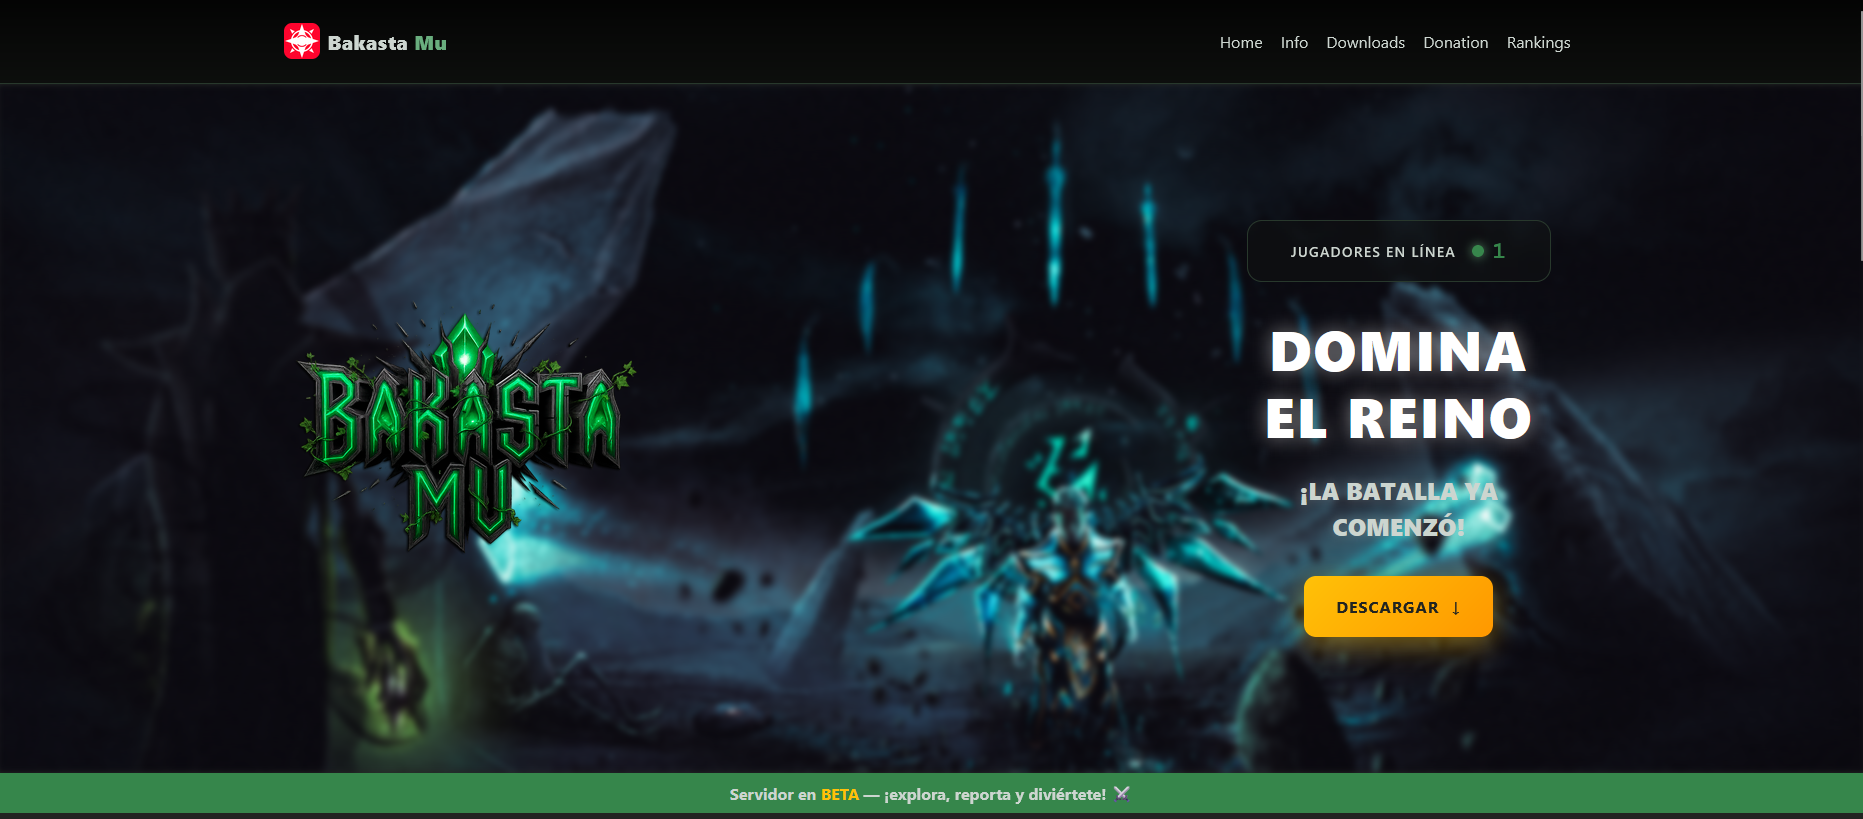 Bakasta Mu
Home Info Downloads Donation Rankings
JUGADORES EN LÍNEA 1
BAKASTA
MU
DOMINA
EL REINO
¡LA BATALLA YA
COMENZÓ!
DESCARGAR ↓
Servidor en BETA — ¡explora, reporta y diviértete! ⚔️